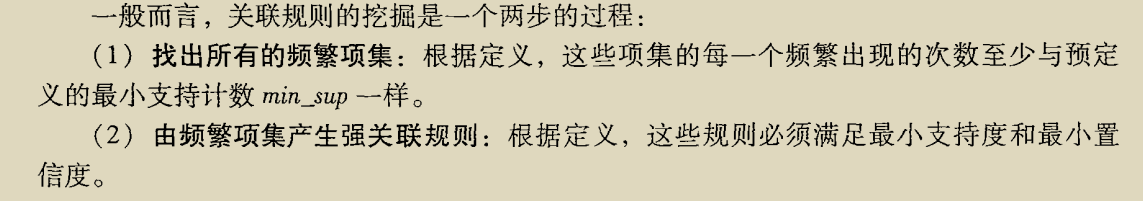 一般而言，关联规则的挖掘是一个两步的过程：
（1）找出所有的频繁项集：根据定义，这些项集的每一个频繁出现的次数至少与预定
义的最小支持计数 min_sup 一样。
（2）由频繁项集产生强关联规则：根据定义，这些规则必须满足最小支持度和最小置
信度。